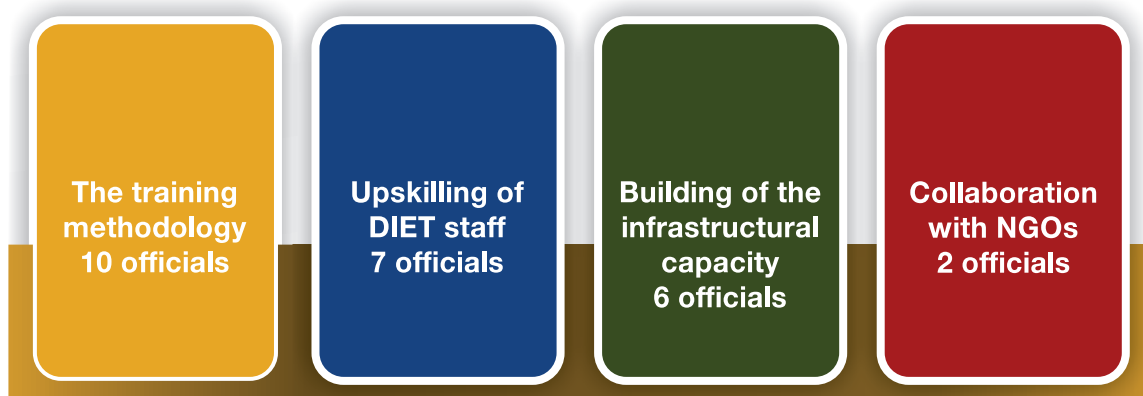 The training
methodology
10 officials
Upskilling of
DIET staff
7 officials
Building of the
infrastructural
capacity
6 officials
Collaboration
with NGOs
2 officials